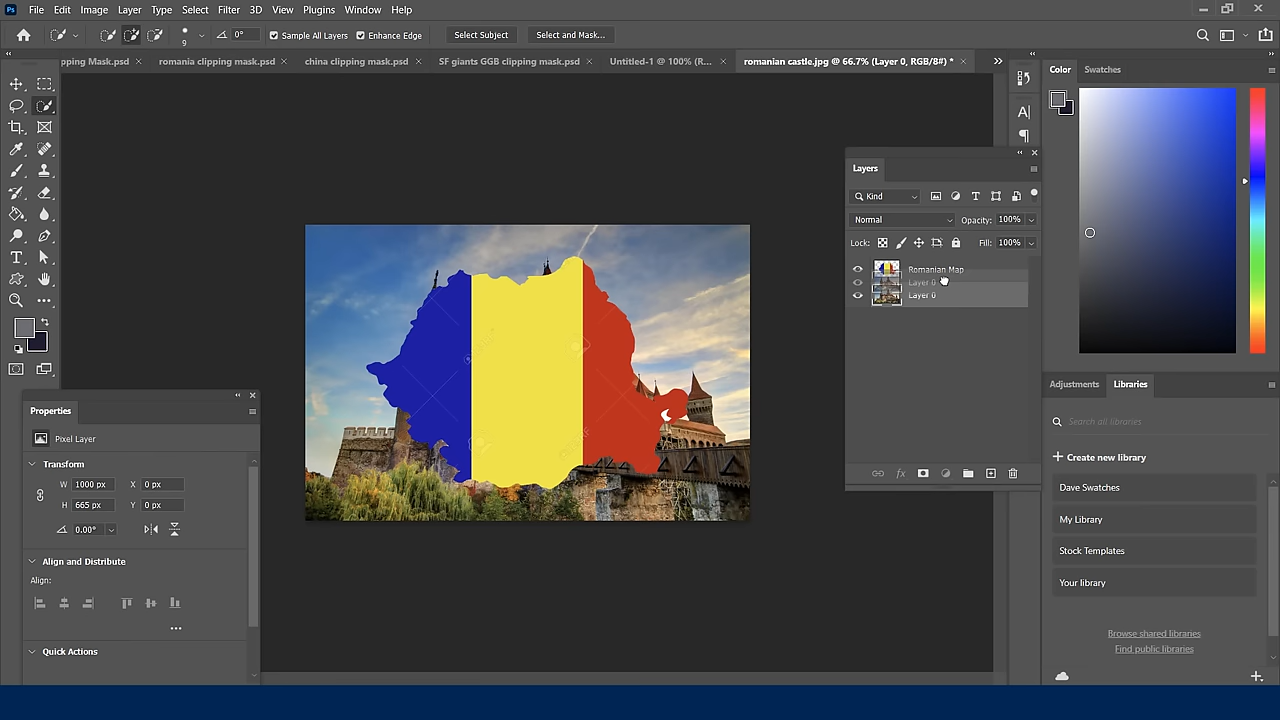 Ps File Edit Image Layer Type Select Filter 3D View Plugins Window Help
9 0° Sample All Layers Enhance Edge Select Subject Select and Mask...
pping Mask.psd romania clipping mask.psd china clipping mask.psd SF giants GGB clipping mask.psd Untitled-1 @ 100% (R... romanian castle.jpg @ 66.7% (Layer 0, RGB/8#) *
Color Swatches
Layers
Kind
Normal Opacity: 100%
Lock: Fill: 100%
Romanian Map
Layer 0
Layer 0
Properties
Pixel Layer
Transform
W 1000 px X 0 px
H 665 px Y 0 px
0.00°
Align and Distribute
Align:
Quick Actions
Adjustments Libraries
Search all libraries
Create new library
Dave Swatches
My Library
Stock Templates
Your library
Browse shared libraries
Find public libraries